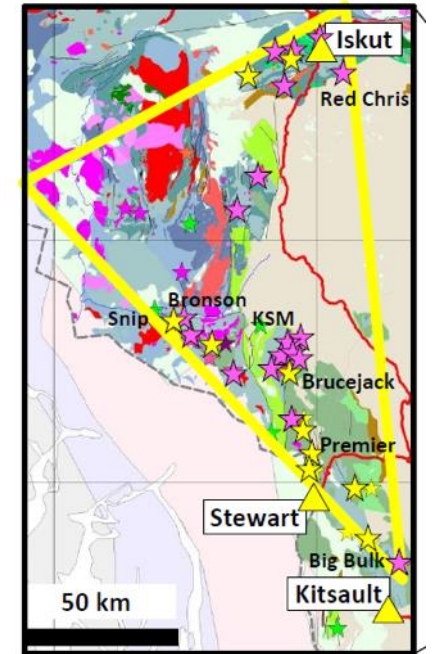 Iskut
Red Chris
Bronson
Snip
KSM
Brucejack
Premier
Stewart
Big Bulk
Kitsault
50 km